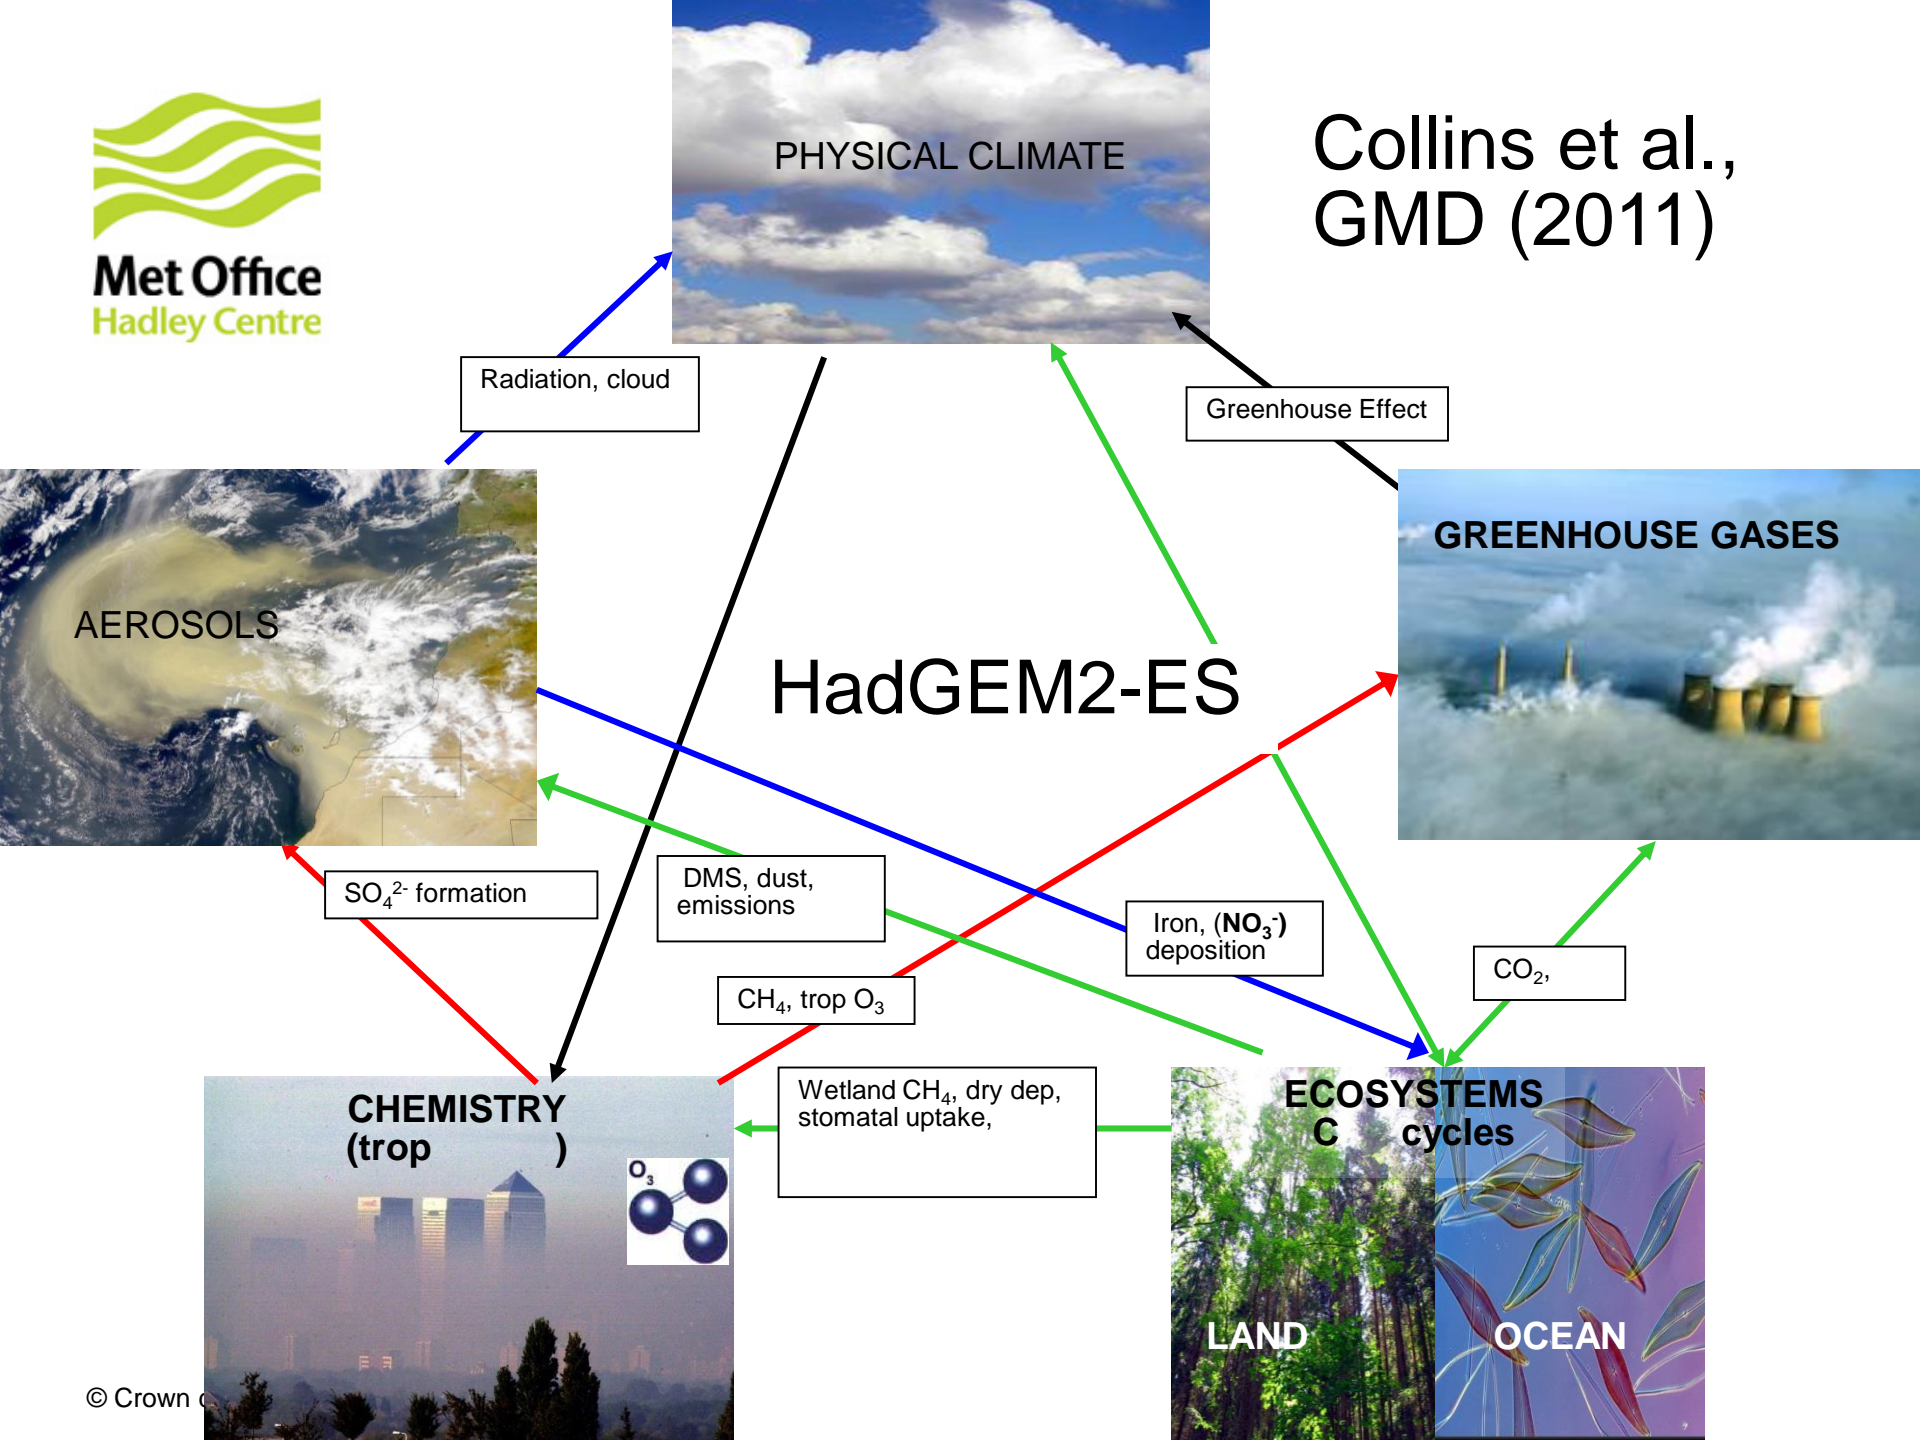 PHYSICAL CLIMATE
Collins et al.,
GMD (2011)
Met Office
Hadley Centre
Radiation, cloud
Greenhouse Effect
GREENHOUSE GASES
AEROSOLS
HadGEM2-ES
SO₄²⁻ formation
DMS, dust,
emissions
Iron, (NO₃⁻)
deposition
CO₂,
CH₄, trop O₃
Wetland CH₄, dry dep,
stomatal uptake,
CHEMISTRY
(trop )
O₃
ECOSYSTEMS
C cycles
LAND
OCEAN
© Crown